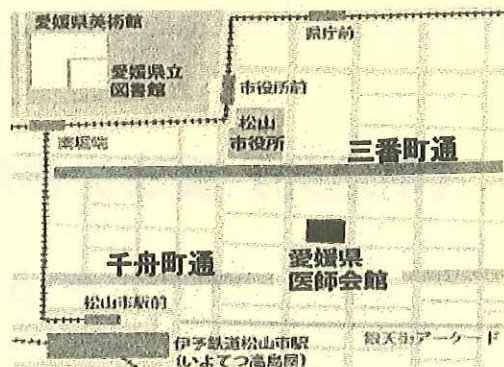 愛媛県美術館
県庁前
愛媛県立
図書館
市役所前
松山
市役所
南堀端
三番町通
千舟町通
愛媛県
医師会館
松山市駅前
伊予鉄道松山市駅
(いよてつ高島屋)
銀天街アーケード